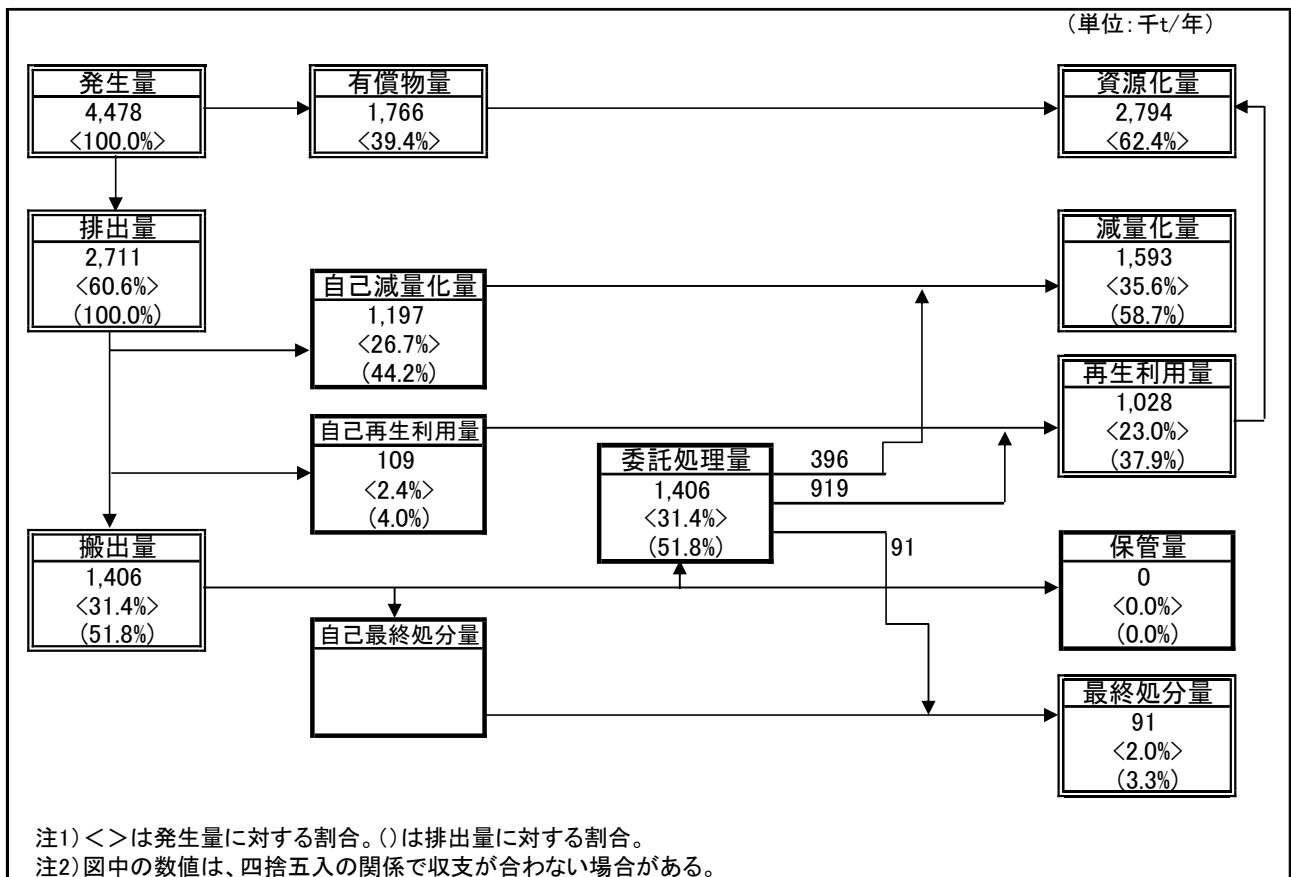 （単位：千t/年）
発生量
4,478
<100.0%>
有償物量
1,766
<39.4%>
資源化量
2,794
<62.4%>
排出量
2,711
<60.6%>
(100.0%)
減量化量
1,593
<35.6%>
(58.7%)
自己減量化量
1,197
<26.7%>
(44.2%)
再生利用量
1,028
<23.0%>
(37.9%)
自己再生利用量
109
<2.4%>
(4.0%)
委託処理量
1,406
<31.4%>
(51.8%)
396
919
91
搬出量
1,406
<31.4%>
(51.8%)
保管量
0
<0.0%>
(0.0%)
自己最終処分量
最終処分量
91
<2.0%>
(3.3%)
注1）＜＞は発生量に対する割合。（）は排出量に対する割合。
注2）図中の数値は、四捨五入の関係で収支が合わない場合がある。